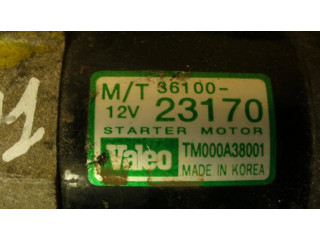 M/T 36100-
12V 23170
STARTER MOTOR
Valeo TM000A38001
MADE IN KOREA